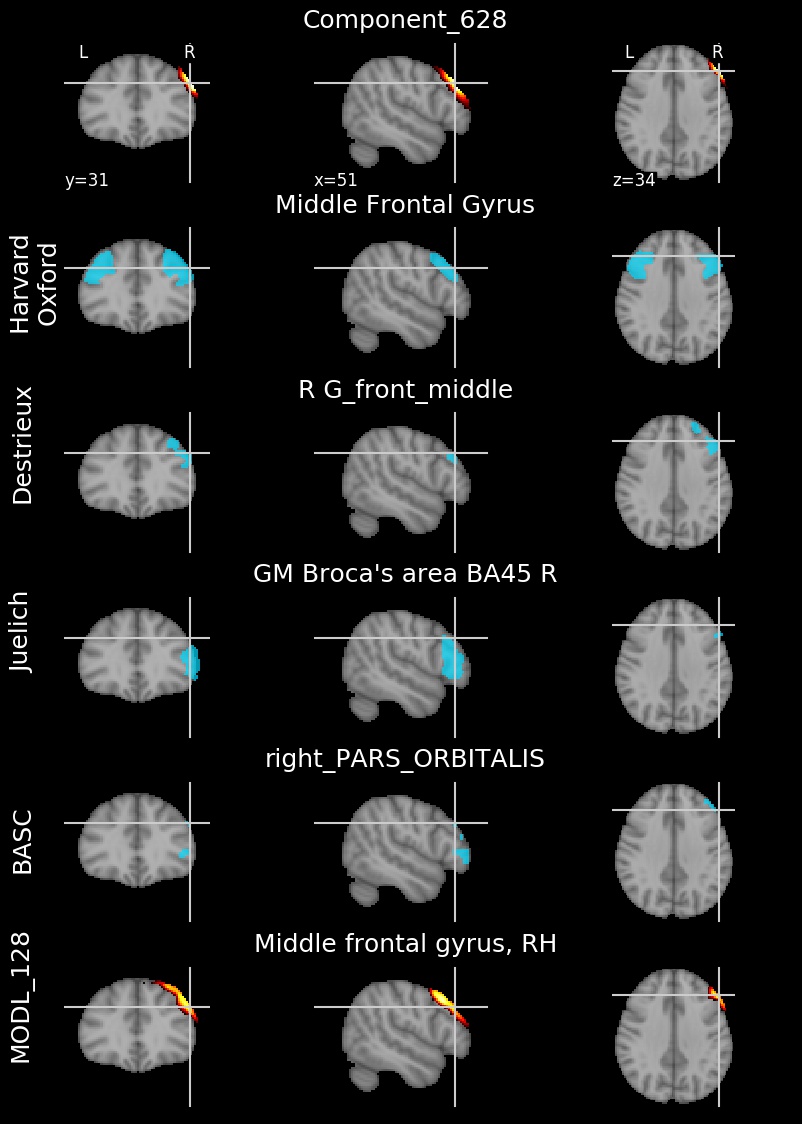 Component_628
L R
L R
y=31 x=51 z=34
Middle Frontal Gyrus
Harvard
Oxford
R G_front_middle
Destrieux
GM Broca's area BA45 R
Juelich
right_PARS_ORBITALIS
BASC
Middle frontal gyrus, RH
MODL_128